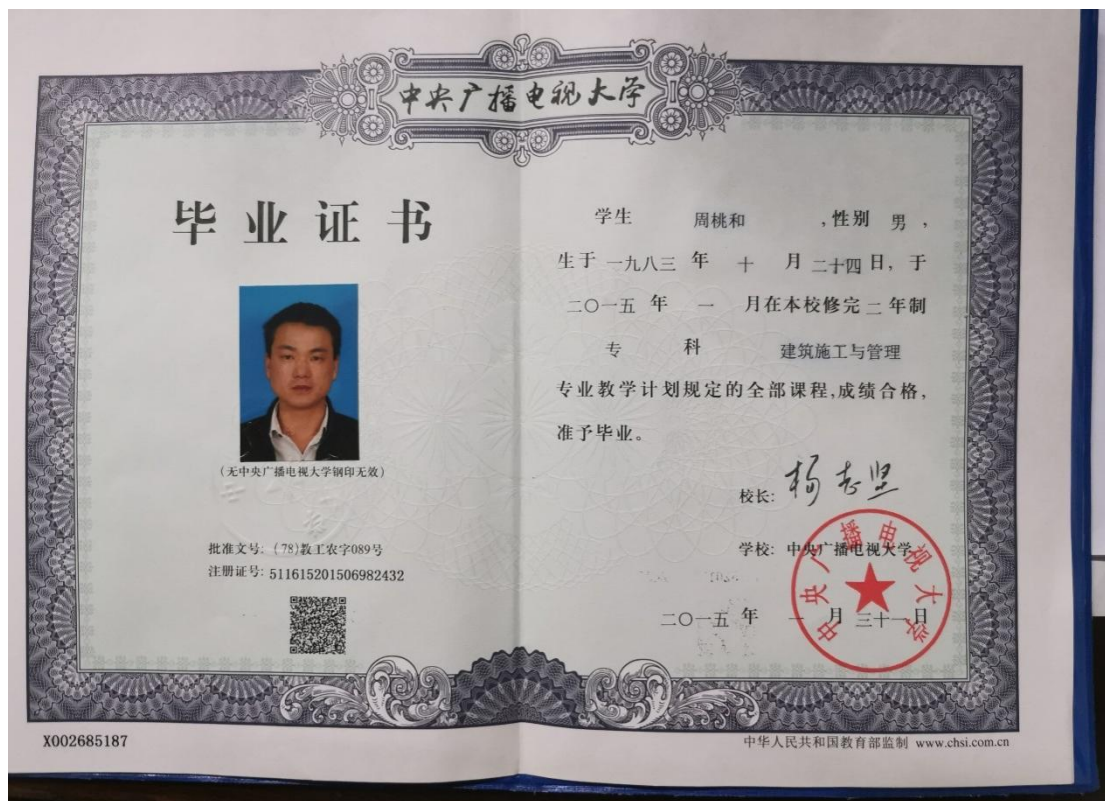 中央广播电视大学
毕业证书
(无中央广播电视大学钢印无效)
批准文号: (78)教工农字089号
注册证号: 511615201506982432
学生 周桃和 , 性别 男 ,
生于 一九八三 年 十 月 二十四 日, 于
二〇一五 年 一 月在本校修完 二 年制
专 科 建筑施工与管理
专业教学计划规定的全部课程,成绩合格,
准予毕业。
校长: 杨志坚
学校: 中央广播电视大学
中央广播电视大学
二〇一五 年 一 月 三十一日
X002685187
中华人民共和国教育部监制 www.chsi.com.cn